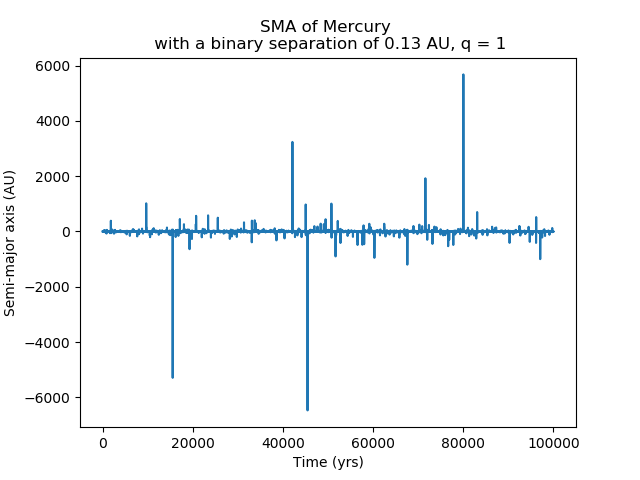 SMA of Mercury
with a binary separation of 0.13 AU, q = 1
6000
4000
2000
0
−2000
−4000
−6000
Semi-major axis (AU)
0 20000 40000 60000 80000 100000
Time (yrs)